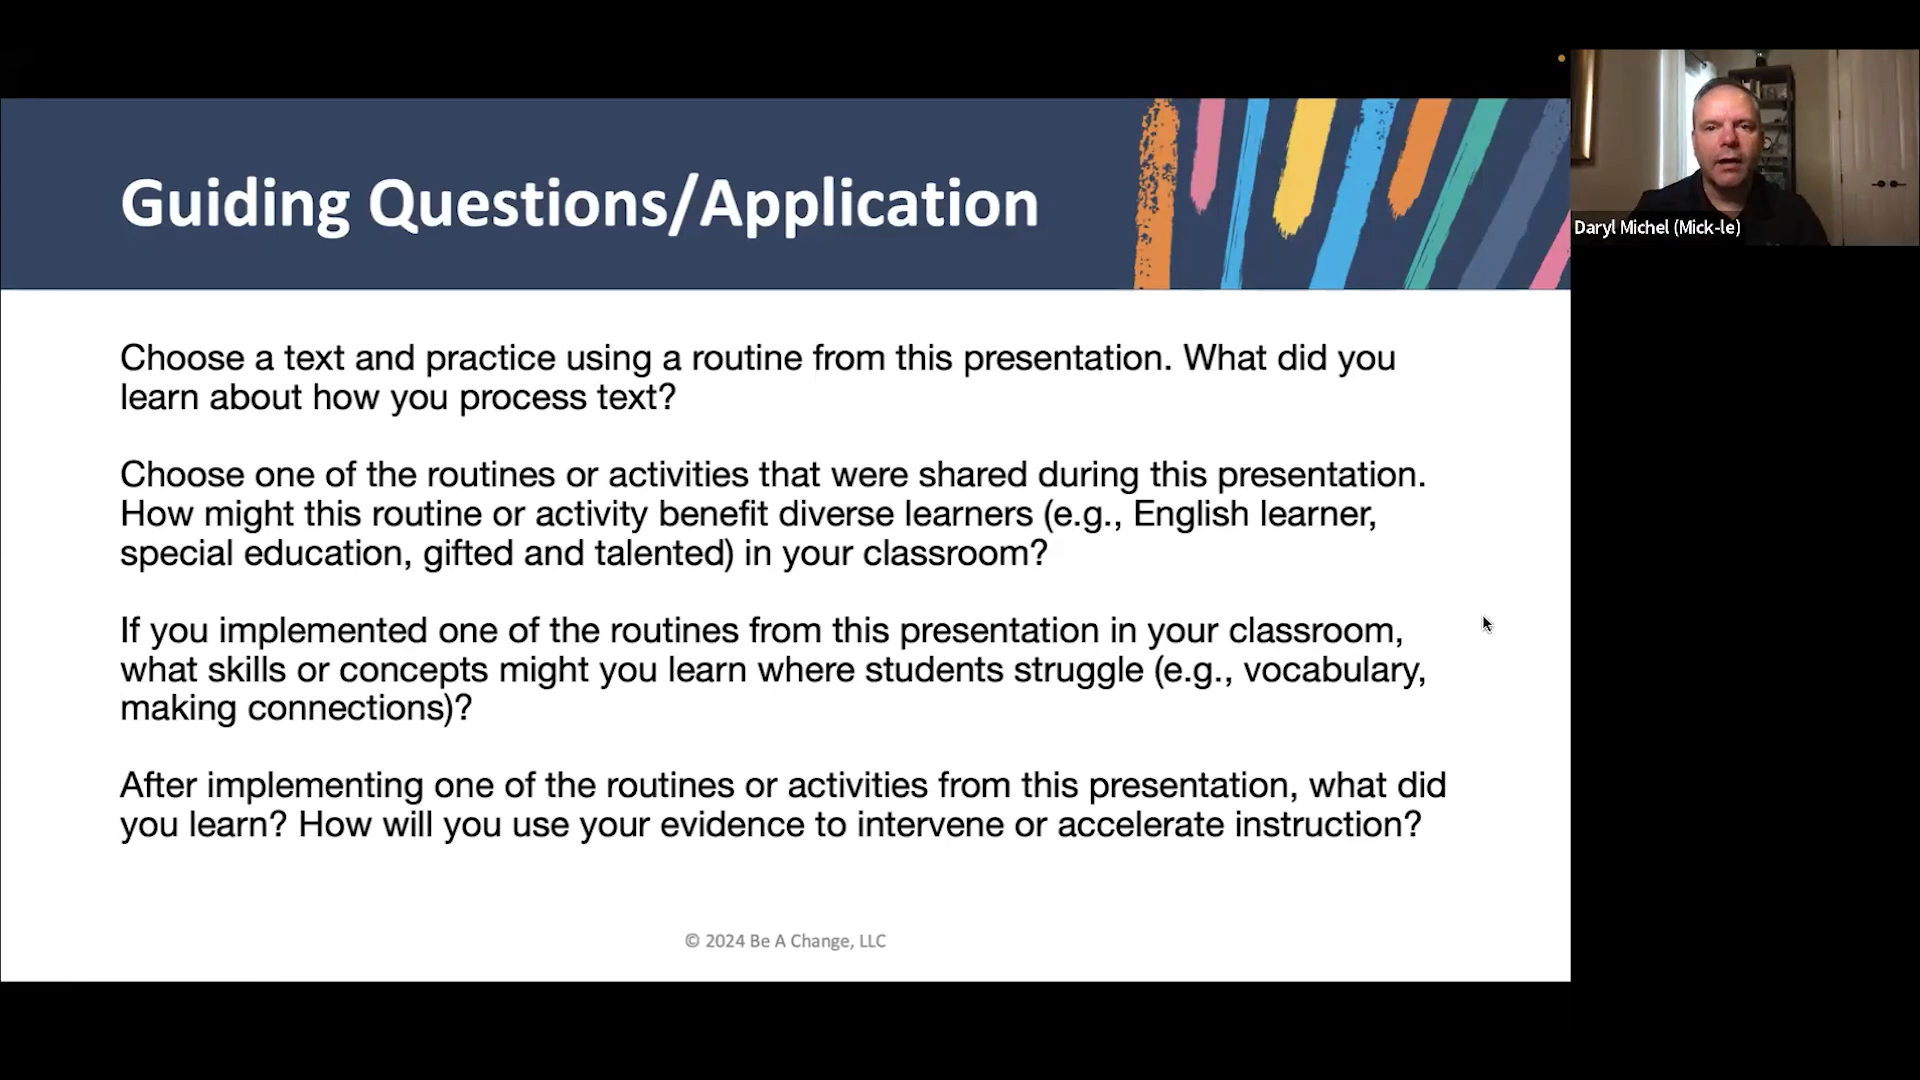 Guiding Questions/Application
Daryl Michel (Mick-le)
Choose a text and practice using a routine from this presentation. What did you
learn about how you process text?
Choose one of the routines or activities that were shared during this presentation.
How might this routine or activity benefit diverse learners (e.g., English learner,
special education, gifted and talented) in your classroom?
If you implemented one of the routines from this presentation in your classroom,
what skills or concepts might you learn where students struggle (e.g., vocabulary,
making connections)?
After implementing one of the routines or activities from this presentation, what did
you learn? How will you use your evidence to intervene or accelerate instruction?
© 2024 Be A Change, LLC